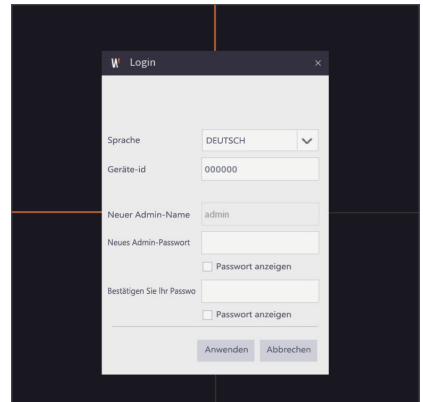 W Login ×
Sprache DEUTSCH
Geräte-id 000000
Neuer Admin-Name admin
Neues Admin-Passwort
Passwort anzeigen
Bestätigen Sie Ihr Passwo
Passwort anzeigen
Anwenden Abbrechen